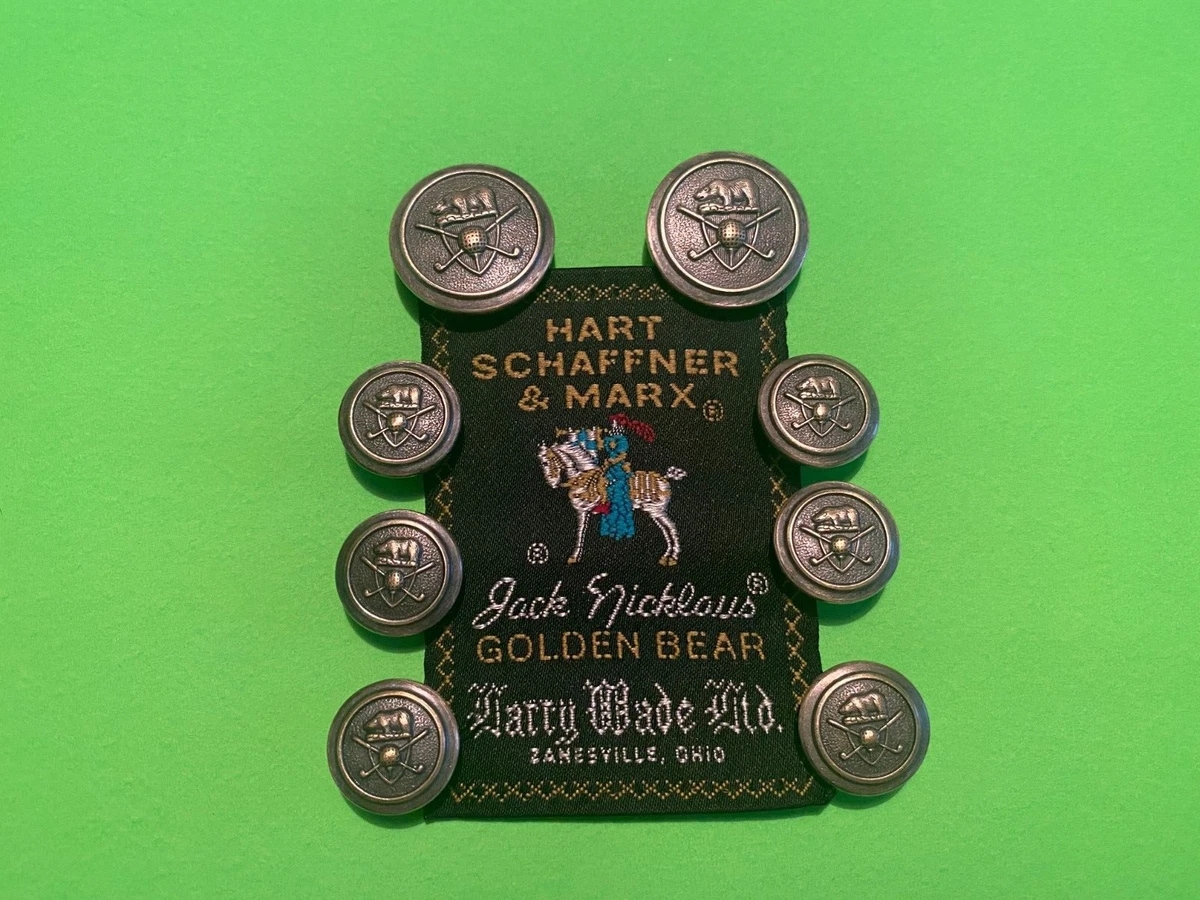 HART
SCHAFFNER
& MARX®
®
Jack Nicklaus®
GOLDEN BEAR
Larry Wade Ltd.
ZANESVILLE, OHIO